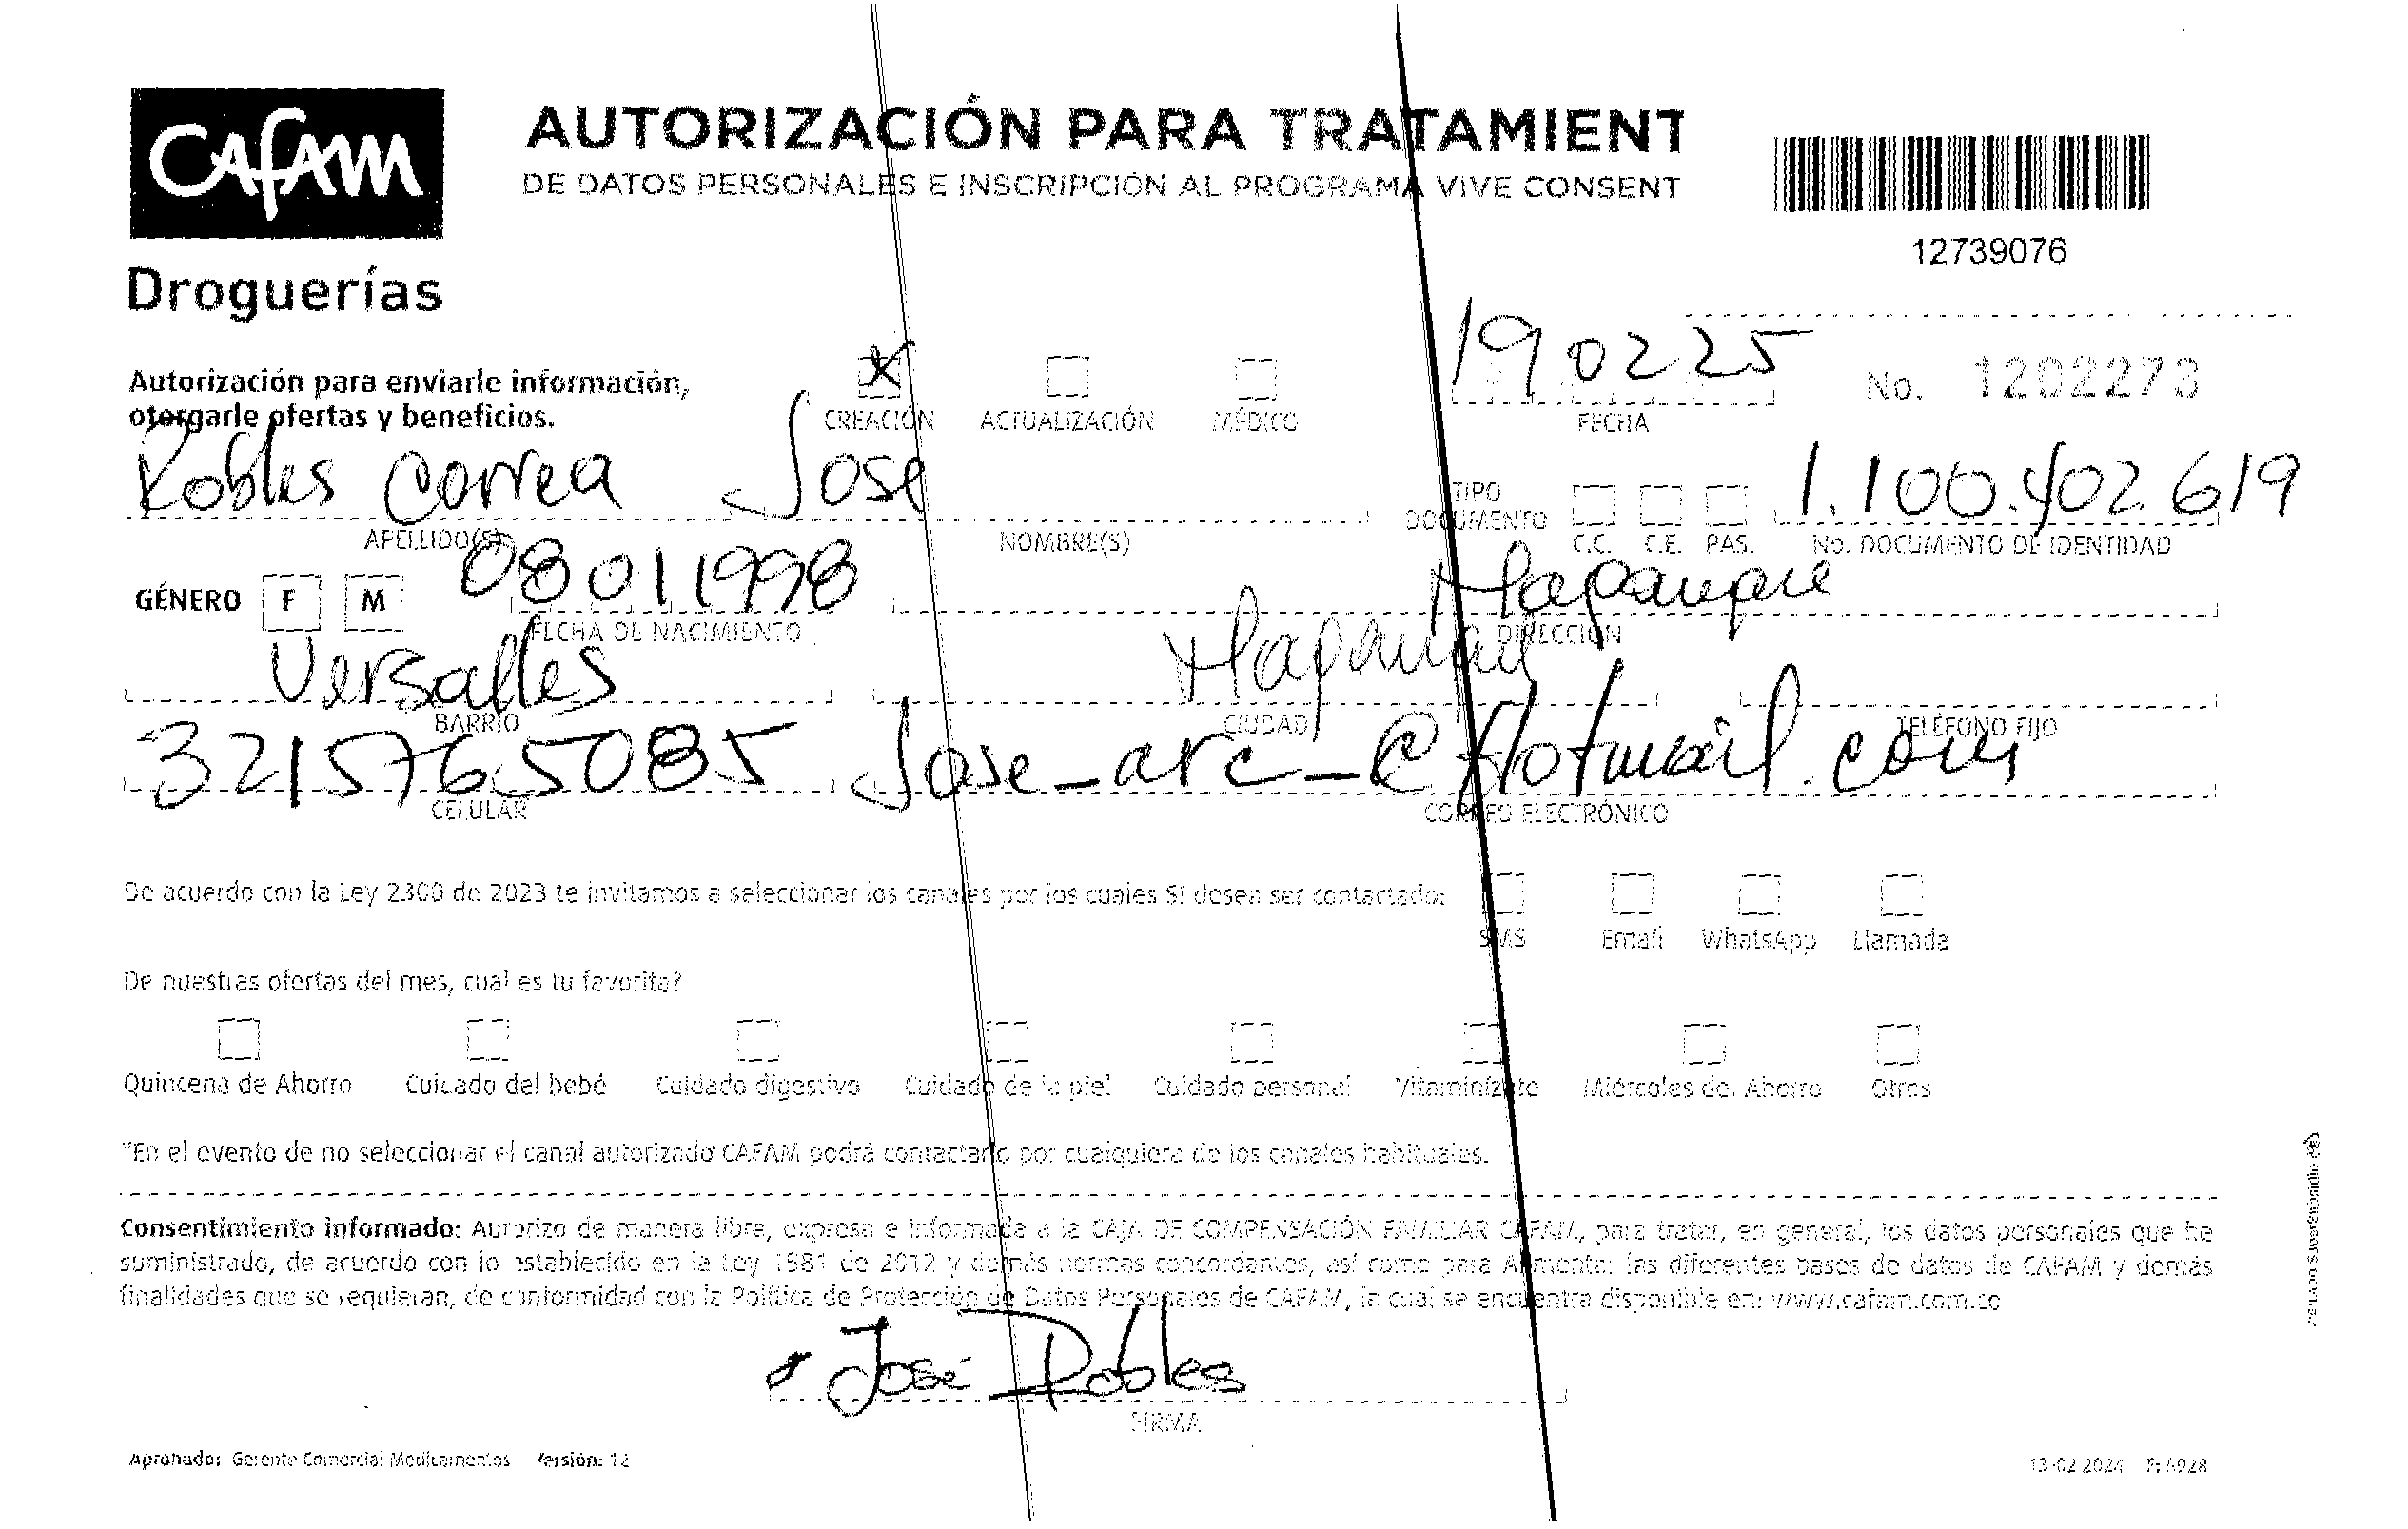 CAFAM
Droguerías
AUTORIZACIÓN PARA TRATAMIENT
DE DATOS PERSONALES E INSCRIPCIÓN AL PROGRAMA VIVE CONSENT
12739076
Autorización para enviarle información,
otorgarle ofertas y beneficios.
X
CREACIÓN ACTUALIZACIÓN MÉDICO
190225
FECHA
No. 1202273
Robles Correa Jose
APELLIDO(S) NOMBRE(S)
TIPO
DOCUMENTO
C.C. C.E. PAS.
1.100.402619
No. DOCUMENTO DE IDENTIDAD
GÉNERO F M
08011998
FECHA DE NACIMIENTO
DIRECCIÓN
Versalles
BARRIO CIUDAD TELÉFONO FIJO
3215765085 Jose_arc_@Hotmail.com
CELULAR CORREO ELECTRÓNICO
De acuerdo con la Ley 2300 de 2023 te invitamos a seleccionar los canales por los cuales SI desea ser contactado:
SMS Email WhatsApp Llamada
De nuestras ofertas del mes, cual es tu favorita?
Quincena de Ahorro Cuidado del bebé Cuidado digestivo Cuidado de la piel Cuidado personal Vitaminízate Miércoles del Ahorro Otros
*En el evento de no seleccionar el canal autorizado CAFAM podrá contactarlo por cualquiera de los canales habituales.
Consentimiento informado: Autorizo de manera libre, expresa e informada a la CAJA DE COMPENSACIÓN FAMILIAR CAFAM, para tratar, en general, los datos personales que he
suministrado, de acuerdo con lo establecido en la Ley 1581 de 2012 y demás normas concordantes, así como para Alimentar las diferentes bases de datos de CAFAM y demás
finalidades que se requieran, de conformidad con la Política de Protección de Datos Personales de CAFAM, la cual se encuentra disponible en: www.cafam.com.co
José Robles
FIRMA
Aprobado: Gerente Comercial Medicamentos Versión: 12
13-02-2024